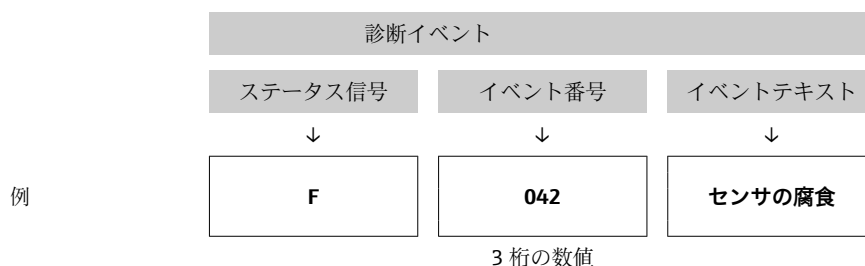 診断イベント
ステータス信号 イベント番号 イベントテキスト
↓ ↓ ↓
例 F 042 センサの腐食
3 桁の数値